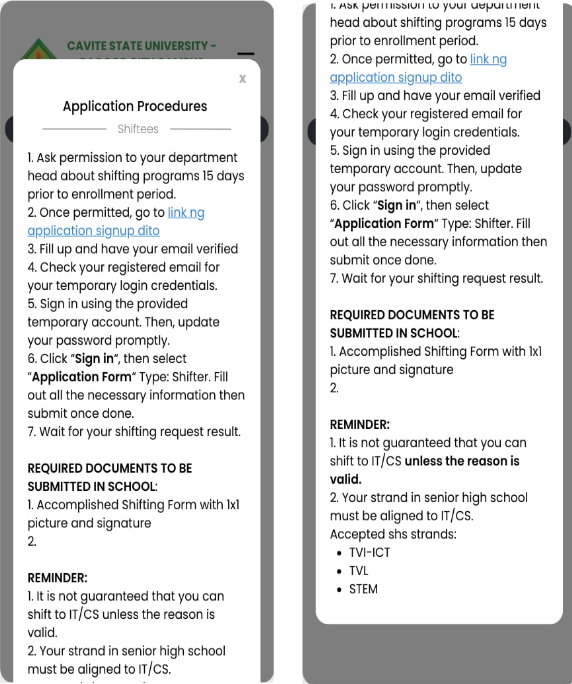 CAVITE STATE UNIVERSITY -
x
Application Procedures
Shiftees
1. Ask permission to your department
head about shifting programs 15 days
prior to enrollment period.
2. Once permitted, go to link ng
application signup dito
3. Fill up and have your email verified
4. Check your registered email for
your temporary login credentials.
5. Sign in using the provided
temporary account. Then, update
your password promptly.
6. Click "Sign in", then select
"Application Form" Type: Shifter. Fill
out all the necessary information then
submit once done.
7. Wait for your shifting request result.
REQUIRED DOCUMENTS TO BE
SUBMITTED IN SCHOOL:
1. Accomplished Shifting Form with 1x1
picture and signature
2.
REMINDER:
1. It is not guaranteed that you can
shift to IT/CS unless the reason is
valid.
2. Your strand in senior high school
must be aligned to IT/CS.
1. Ask permission to your department
head about shifting programs 15 days
prior to enrollment period.
2. Once permitted, go to link ng
application signup dito
3. Fill up and have your email verified
4. Check your registered email for
your temporary login credentials.
5. Sign in using the provided
temporary account. Then, update
your password promptly.
6. Click "Sign in", then select
"Application Form" Type: Shifter. Fill
out all the necessary information then
submit once done.
7. Wait for your shifting request result.
REQUIRED DOCUMENTS TO BE
SUBMITTED IN SCHOOL:
1. Accomplished Shifting Form with 1x1
picture and signature
2.
REMINDER:
1. It is not guaranteed that you can
shift to IT/CS unless the reason is
valid.
2. Your strand in senior high school
must be aligned to IT/CS.
Accepted shs strands:
• TVI-ICT
• TVL
• STEM